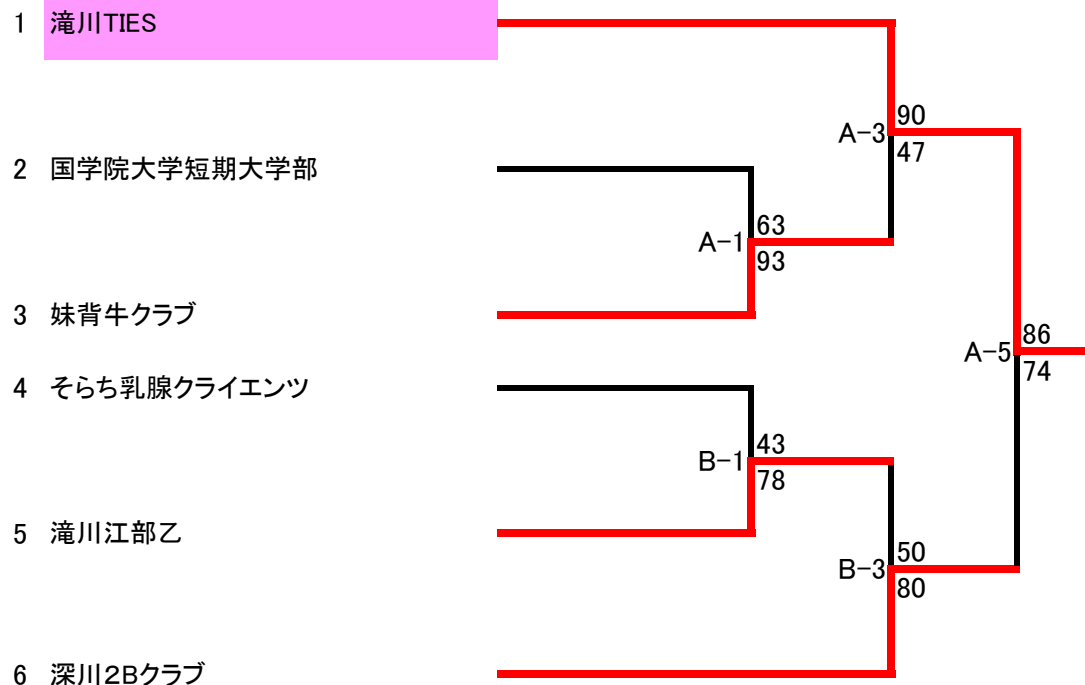 1 滝川TIES
90
A-3
47
2 国学院大学短期大学部
63
A-1
93
3 妹背牛クラブ
86
A-5
74
4 そらち乳腺クライエンツ
43
B-1
78
5 滝川江部乙
50
B-3
80
6 深川2Bクラブ